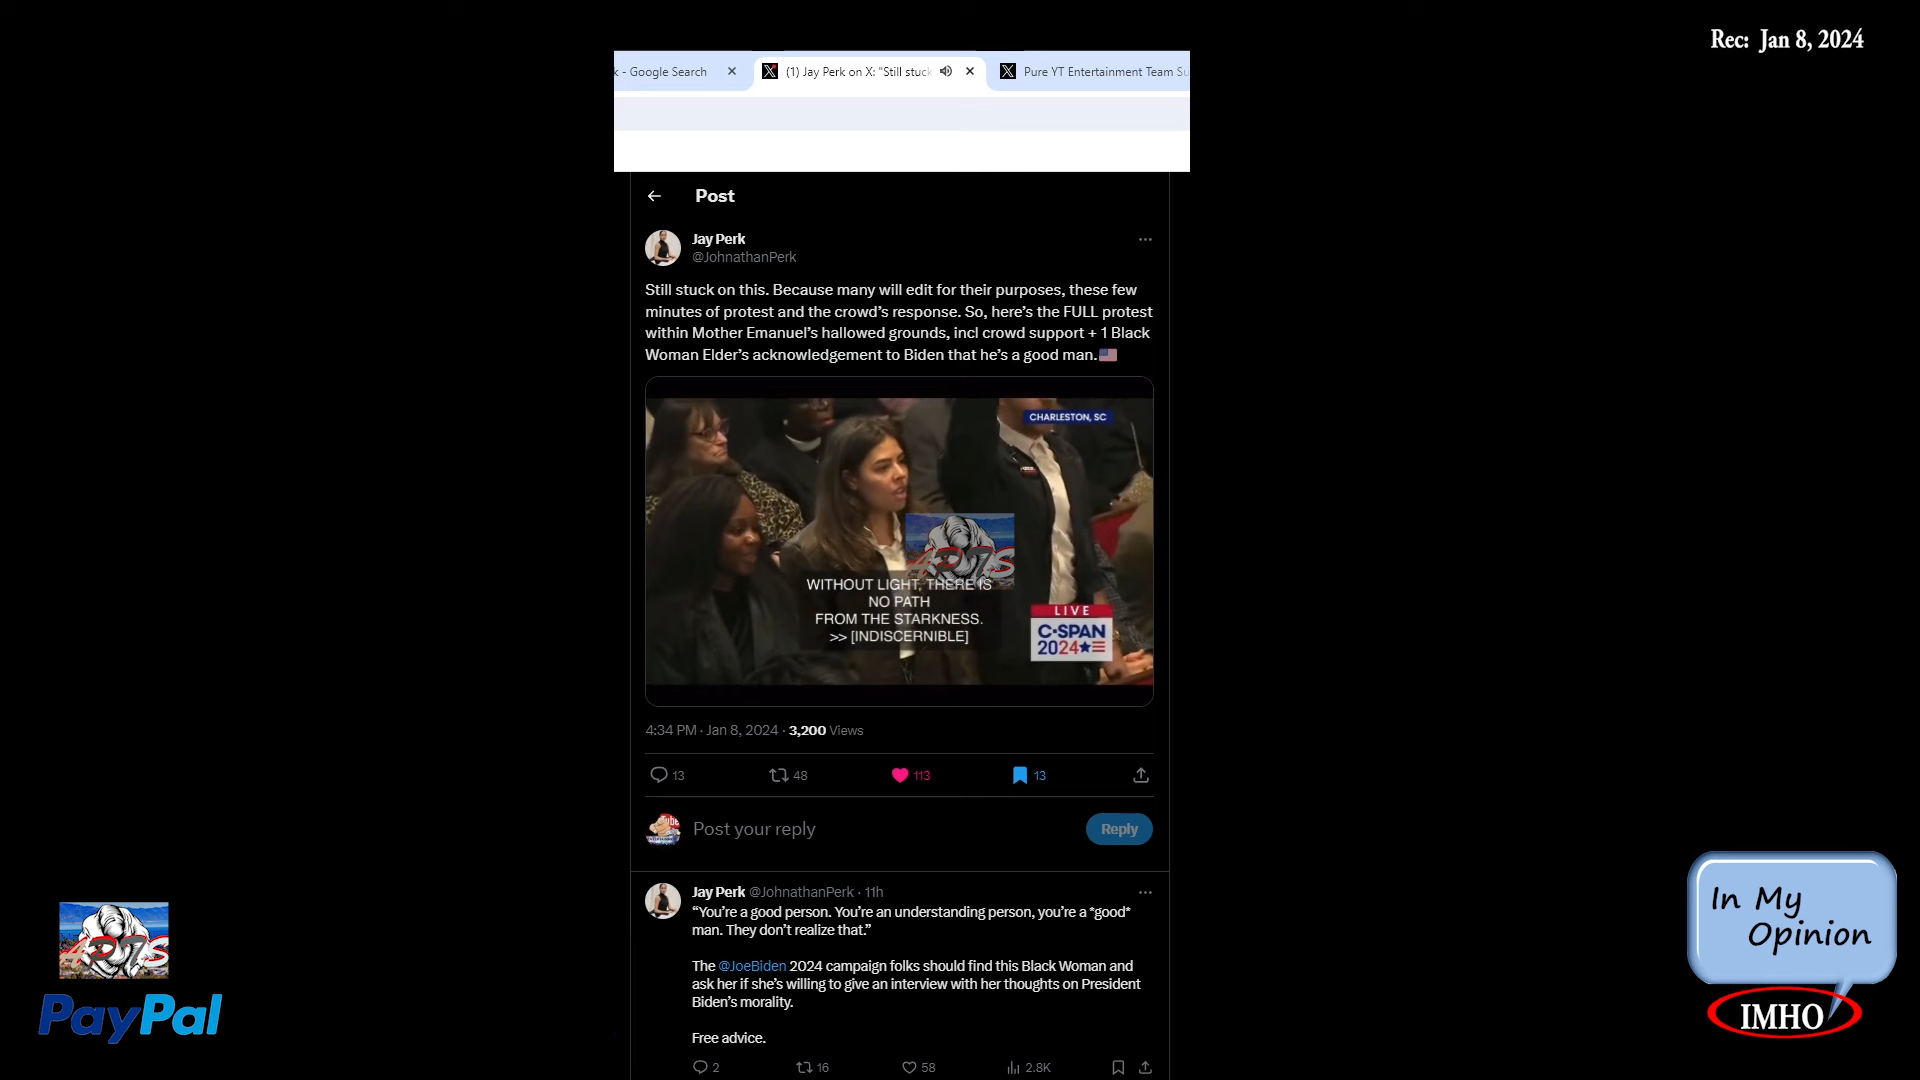 Rec: Jan 8, 2024
k - Google Search
(1) Jay Perk on X: "Still stuck
Pure YT Entertainment Team Su
Post
Jay Perk
@JohnathanPerk
Still stuck on this. Because many will edit for their purposes, these few
minutes of protest and the crowd's response. So, here's the FULL protest
within Mother Emanuel's hallowed grounds, incl crowd support + 1 Black
Woman Elder's acknowledgement to Biden that he's a good man.
CHARLESTON, SC
WITHOUT LIGHT, THERE IS
NO PATH
FROM THE STARKNESS.
>> [INDISCERNIBLE]
LIVE
C-SPAN
2024
4:34 PM · Jan 8, 2024 · 3,200 Views
13 48 113 13
Post your reply
Reply
Jay Perk @JohnathanPerk · 11h
“You’re a good person. You’re an understanding person, you’re a *good*
man. They don’t realize that.”
The @JoeBiden 2024 campaign folks should find this Black Woman and
ask her if she’s willing to give an interview with her thoughts on President
Biden’s morality.
Free advice.
2 16 58 2.8K
PayPal
In My
Opinion
IMHO